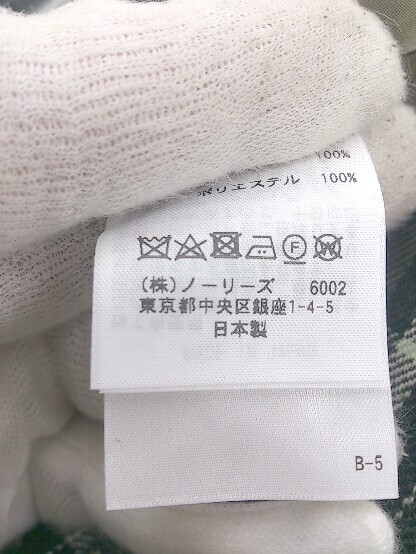 100%
ポリエステル 100%
F W
(株)ノーリーズ 6002
東京都中央区銀座1-4-5
日本製
B-5